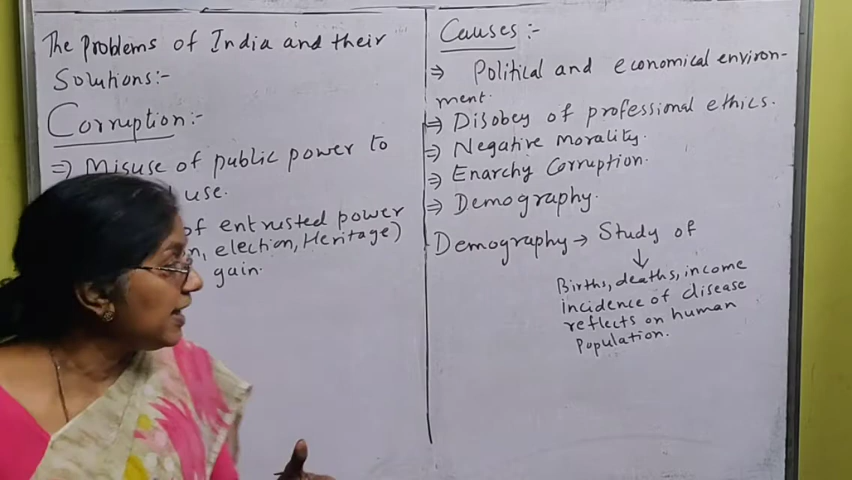 The Problems of India and their
Solutions:-
Corruption:-
⇒ Misuse of public power to
use.
of entrusted power
election, Heritage)
gain.
Causes:-
⇒ Political and economical environ-
ment.
⇒ Disobey of professional ethics.
⇒ Negative morality.
⇒ Enarchy Corruption.
⇒ Demography.
Demography → Study of
↓
Births, deaths, income
incidence of disease
reflects on human
Population.